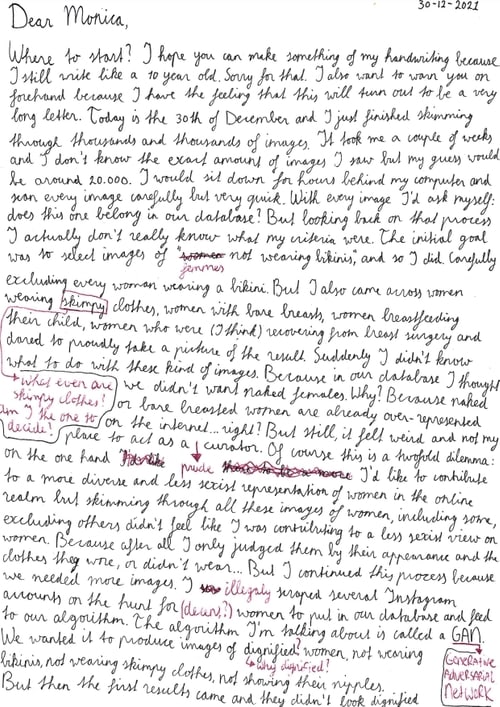 30-12-2021
Dear Monica,
Where to start? I hope you can make something of my handwriting because
I still write like a 10 year old. Sorry for that. I also want to warn you on
forehand because I have the feeling that this will turn out to be a very
long letter. Today is the 30th of December and I just finished skimming
through thousands and thousands of images. It took me a couple of weeks
and I don't know the exact amount of images I saw but my guess would
be around 20.000. I would sit down for hours behind my computer and
scan every image carefully but very quick. With every image I'd ask myself:
does this one belong in our database? But looking back on that process
I actually don't really know what my criteria were. The initial goal
was to select images of "women not wearing bikinis", and so I did. Carefully
femmes
excluding every woman wearing a bikini. But I also came across women
wearing skimpy clothes, women with bare breasts, women breastfeeding
their child, women who were (I think) recovering from breast surgery and
dared to proudly take a picture of the result. Suddenly I didn't know
what to do with these kind of images. Because in our database I thought
what ever are
skimpy clothes?
am I the one to
decide!
we didn't want naked females. Why? Because naked
or bare breasted women are already over-represented
on the internet... right? But still, it felt weird and not my
place to act as a curator. Of course this is a twofold dilemma:
on the one hand prude I'd like to contribute
to a more diverse and less sexist representation of women in the online
realm but skimming through all these images of women, including some,
excluding others didn't feel like I was contributing to a less sexist view on
women. Because after all I only judged them by their appearance and the
clothes they wore, or didn't wear... But I continued this process because
we needed more images. I illegally scraped several Instagram
accounts on the hunt for (decent?) women to put in our database and feed
to our algorithm. The algorithm I'm talking about is called a GAN.
We wanted it to produce images of dignified women, not wearing
why dignified?
bikinis, not wearing skimpy clothes, not showing their nipples.
But then the first results came and they didn't look dignified
GENERATIVE
ADVERSARIAL
NETWORK